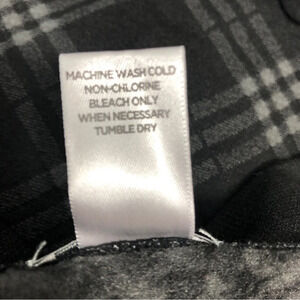 MACHINE WASH COLD
NON-CHLORINE
BLEACH ONLY
WHEN NECESSARY
TUMBLE DRY